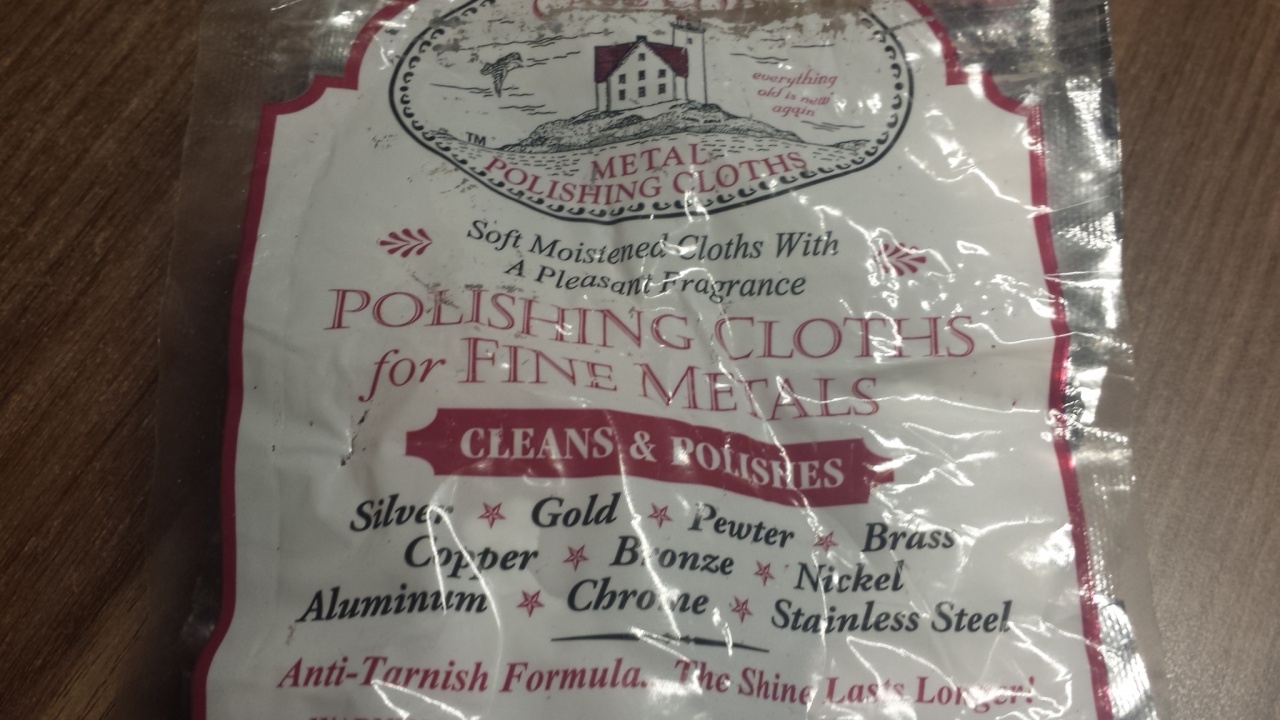 everything
old is new
again
TM
METAL
POLISHING CLOTHS
Soft Moistened Cloths With
A Pleasant Fragrance
POLISHING CLOTHS
for FINE METALS
CLEANS & POLISHES
Silver Gold Pewter Brass
Copper Bronze Nickel
Aluminum Chrome Stainless Steel
Anti-Tarnish Formula. The Shine Lasts Longer!